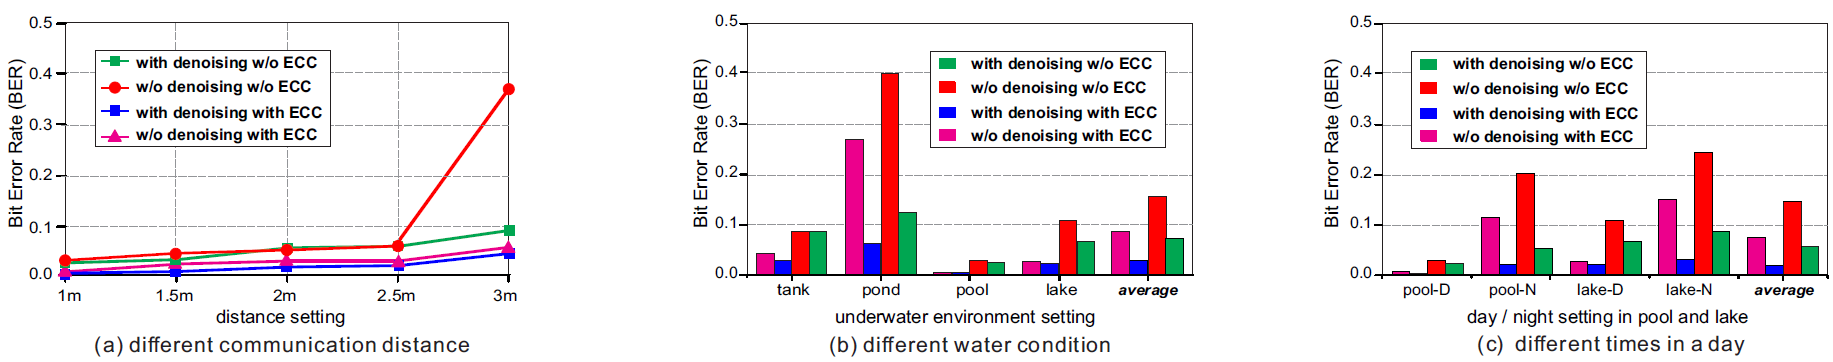 Bit Error Rate (BER)
0.5
0.4
0.3
0.2
0.1
0.0
with denoising w/o ECC
w/o denoising w/o ECC
with denoising with ECC
w/o denoising with ECC
1m 1.5m 2m 2.5m 3m
distance setting
(a) different communication distance
Bit Error Rate (BER)
0.5
0.4
0.3
0.2
0.1
0.0
with denoising w/o ECC
w/o denoising w/o ECC
with denoising with ECC
w/o denoising with ECC
tank pond pool lake average
underwater environment setting
(b) different water condition
Bit Error Rate (BER)
0.5
0.4
0.3
0.2
0.1
0.0
with denoising w/o ECC
w/o denoising w/o ECC
with denoising with ECC
w/o denoising with ECC
pool-D pool-N lake-D lake-N average
day / night setting in pool and lake
(c) different times in a day